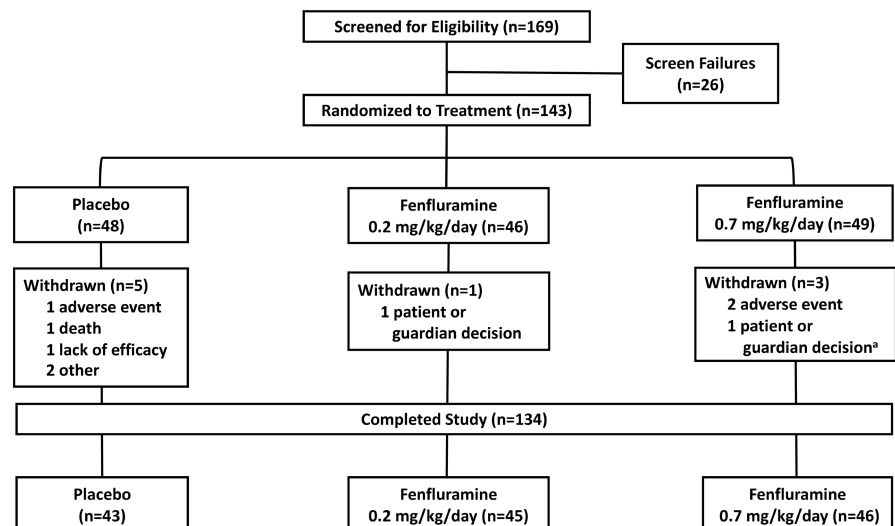 Screened for Eligibility (n=169)
Screen Failures
(n=26)
Randomized to Treatment (n=143)
Placebo
(n=48)
Fenfluramine
0.2 mg/kg/day (n=46)
Fenfluramine
0.7 mg/kg/day (n=49)
Withdrawn (n=5)
1 adverse event
1 death
1 lack of efficacy
2 other
Withdrawn (n=1)
1 patient or
guardian decision
Withdrawn (n=3)
2 adverse event
1 patient or
guardian decisionᵃ
Completed Study (n=134)
Placebo
(n=43)
Fenfluramine
0.2 mg/kg/day (n=45)
Fenfluramine
0.7 mg/kg/day (n=46)